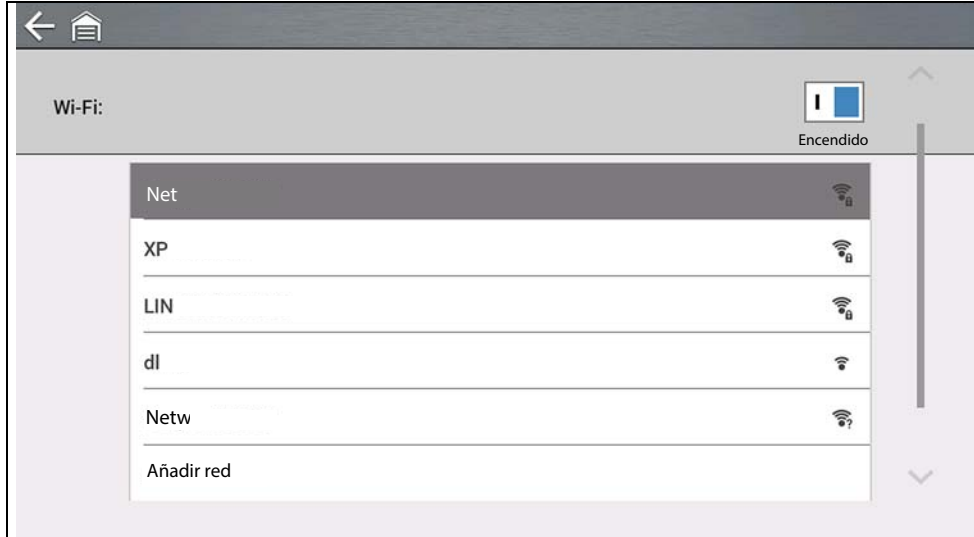 Wi-Fi:
Encendido
Net
XP
LIN
dl
Netw
Añadir red